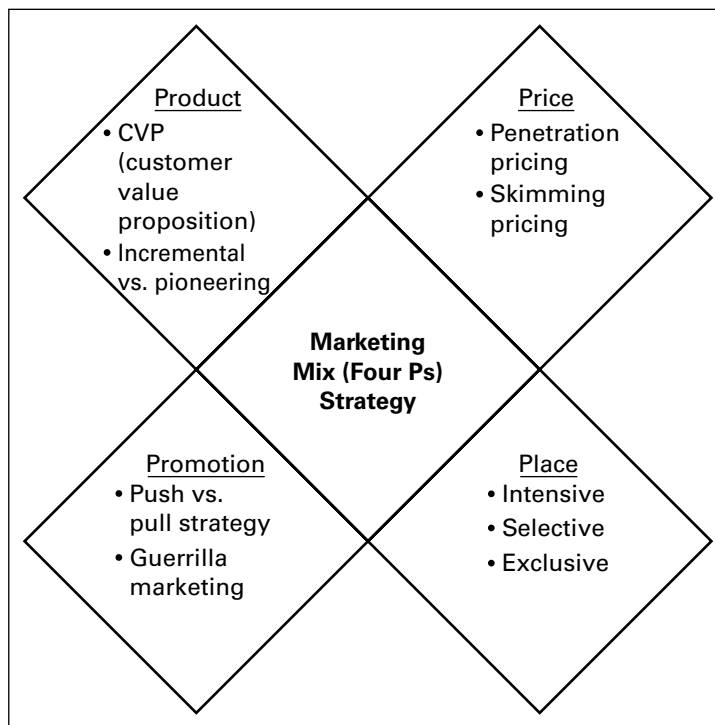 Product
• CVP
(customer
value
proposition)
• Incremental
vs. pioneering
Price
• Penetration
pricing
• Skimming
pricing
Marketing
Mix (Four Ps)
Strategy
Promotion
• Push vs.
pull strategy
• Guerrilla
marketing
Place
• Intensive
• Selective
• Exclusive